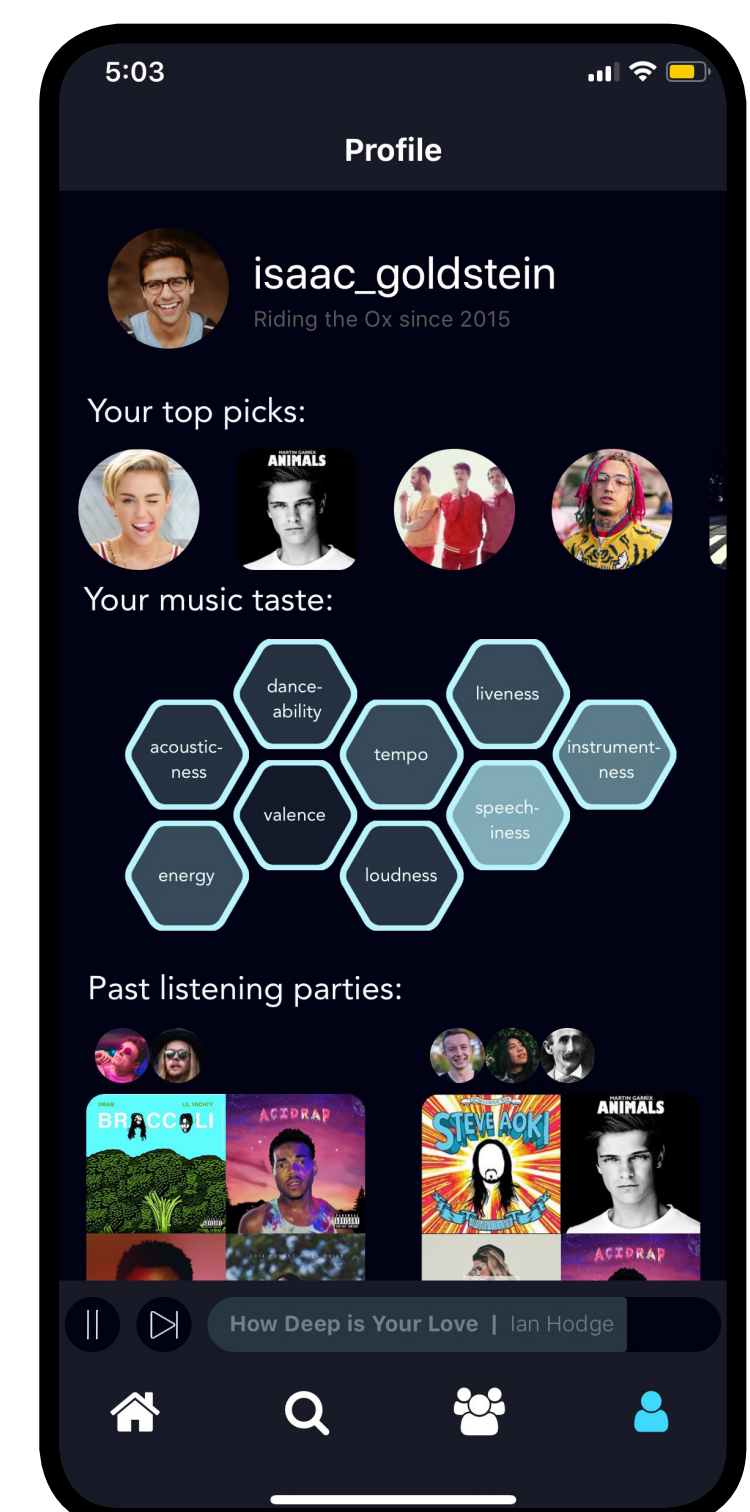 5:03
Profile
isaac_goldstein
Riding the Ox since 2015
Your top picks:
MARTIN GARRIX
ANIMALS
Your music taste:
dance-
ability
liveness
acoustic-
ness
tempo
instrument-
ness
valence
speech-
iness
energy
loudness
Past listening parties:
DRAM LIL YACHTY
BROCCOLI
ACIDRAP
STEVE AOKI
MARTIN GARRIX
ANIMALS
ACIDRAP
How Deep is Your Love | Ian Hodge